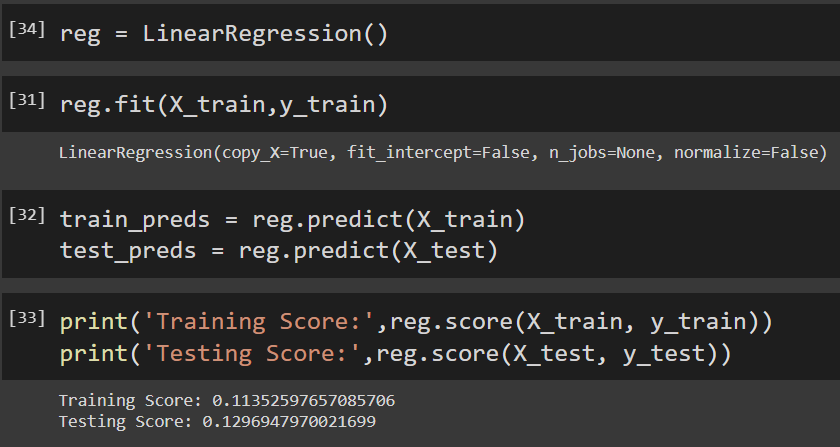 [34] reg = LinearRegression()
[31] reg.fit(X_train,y_train)
LinearRegression(copy_X=True, fit_intercept=False, n_jobs=None, normalize=False)
[32] train_preds = reg.predict(X_train)
test_preds = reg.predict(X_test)
[33] print('Training Score:',reg.score(X_train, y_train))
print('Testing Score:',reg.score(X_test, y_test))
Training Score: 0.11352597657085706
Testing Score: 0.1296947970021699